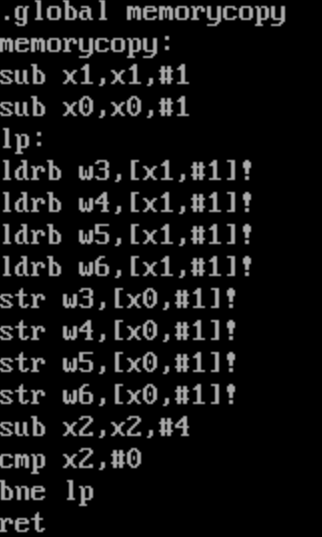 .global memorycopy
memorycopy:
sub x1,x1,#1
sub x0,x0,#1
lp:
ldrb w3,[x1,#1]!
ldrb w4,[x1,#1]!
ldrb w5,[x1,#1]!
ldrb w6,[x1,#1]!
str w3,[x0,#1]!
str w4,[x0,#1]!
str w5,[x0,#1]!
str w6,[x0,#1]!
sub x2,x2,#4
cmp x2,#0
bne lp
ret